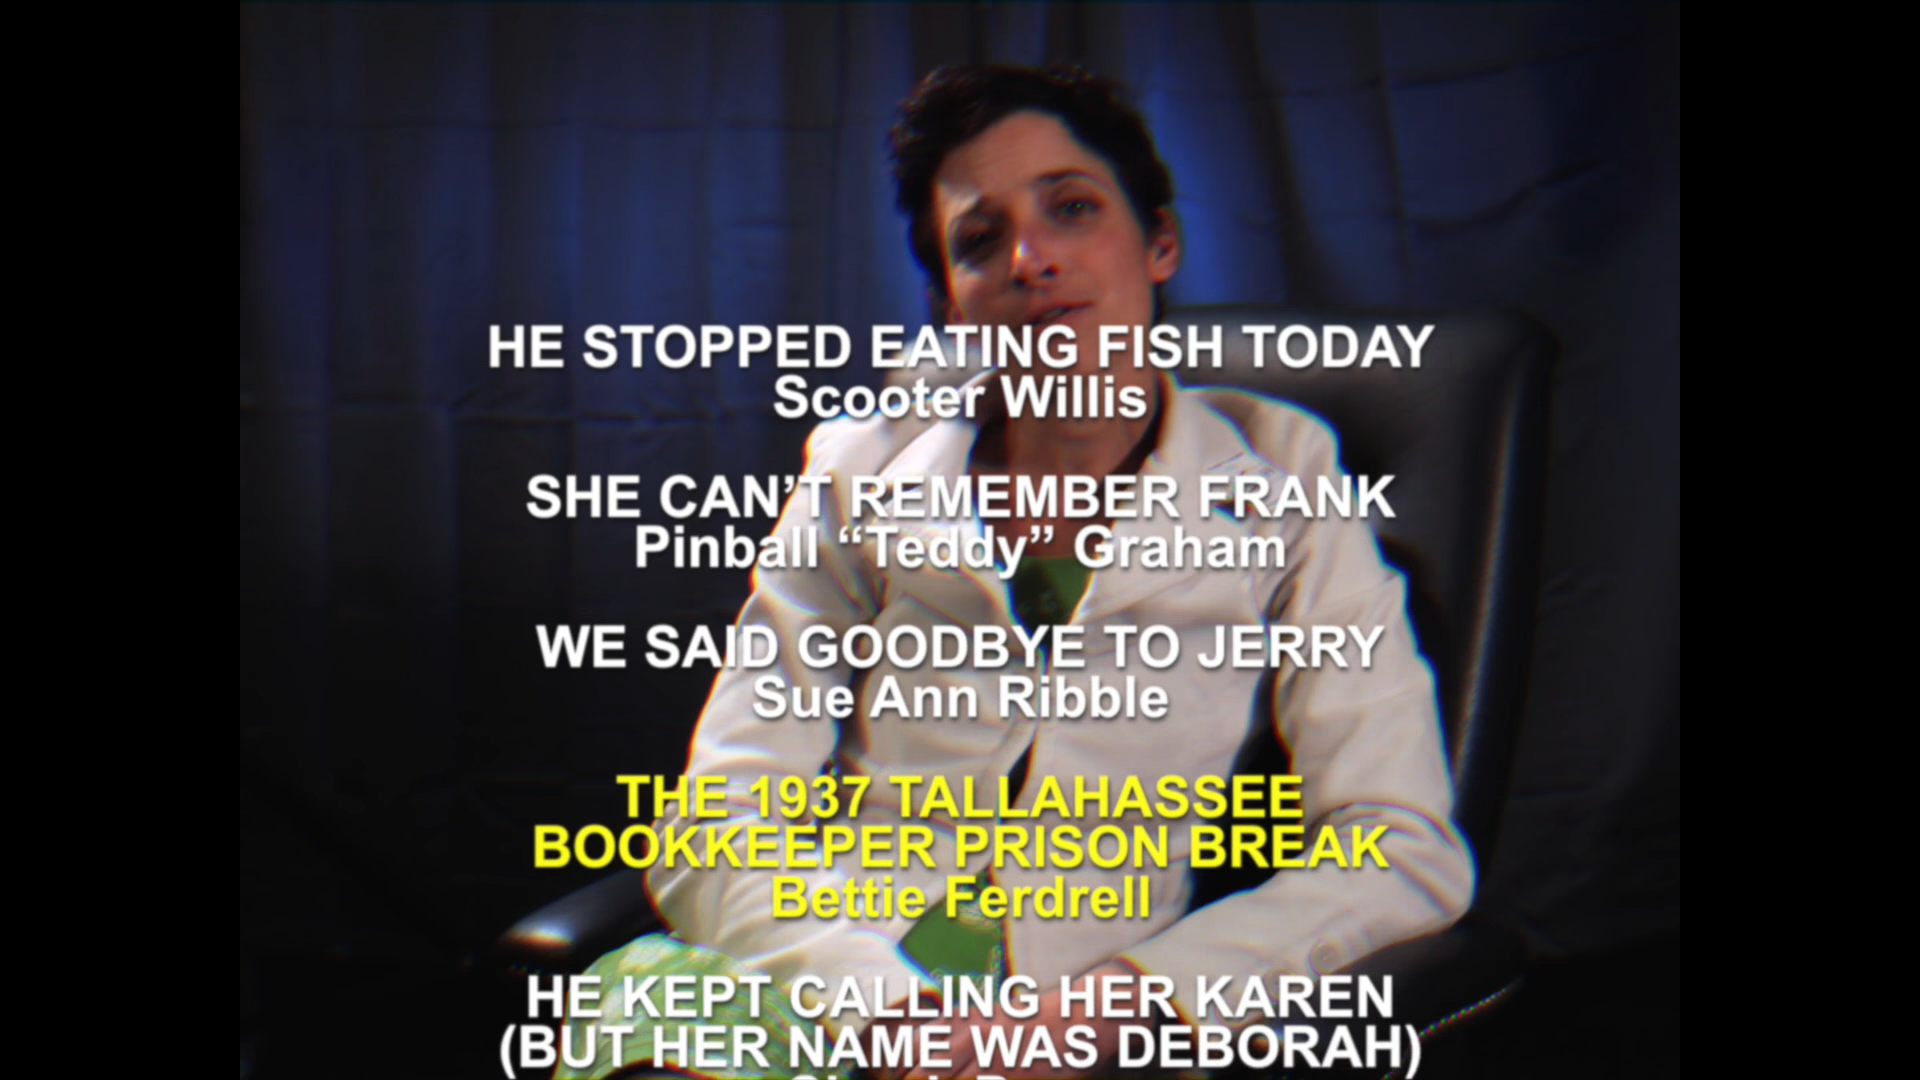 HE STOPPED EATING FISH TODAY
Scooter Willis
SHE CAN’T REMEMBER FRANK
Pinball “Teddy” Graham
WE SAID GOODBYE TO JERRY
Sue Ann Ribble
THE 1937 TALLAHASSEE
BOOKKEEPER PRISON BREAK
Bettie Ferdrell
HE KEPT CALLING HER KAREN
(BUT HER NAME WAS DEBORAH)